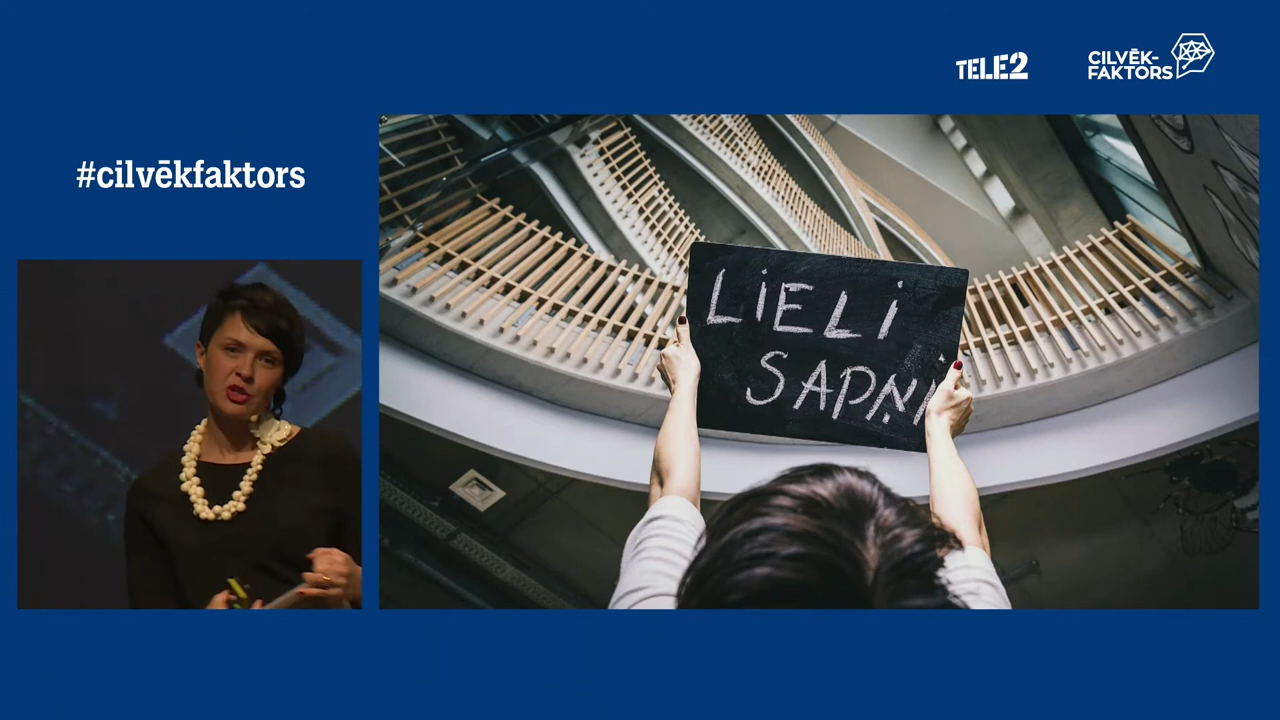 TELE2
CILVĒK-
FAKTORS
#cilvēkfaktors
LiELi
SAPŅi